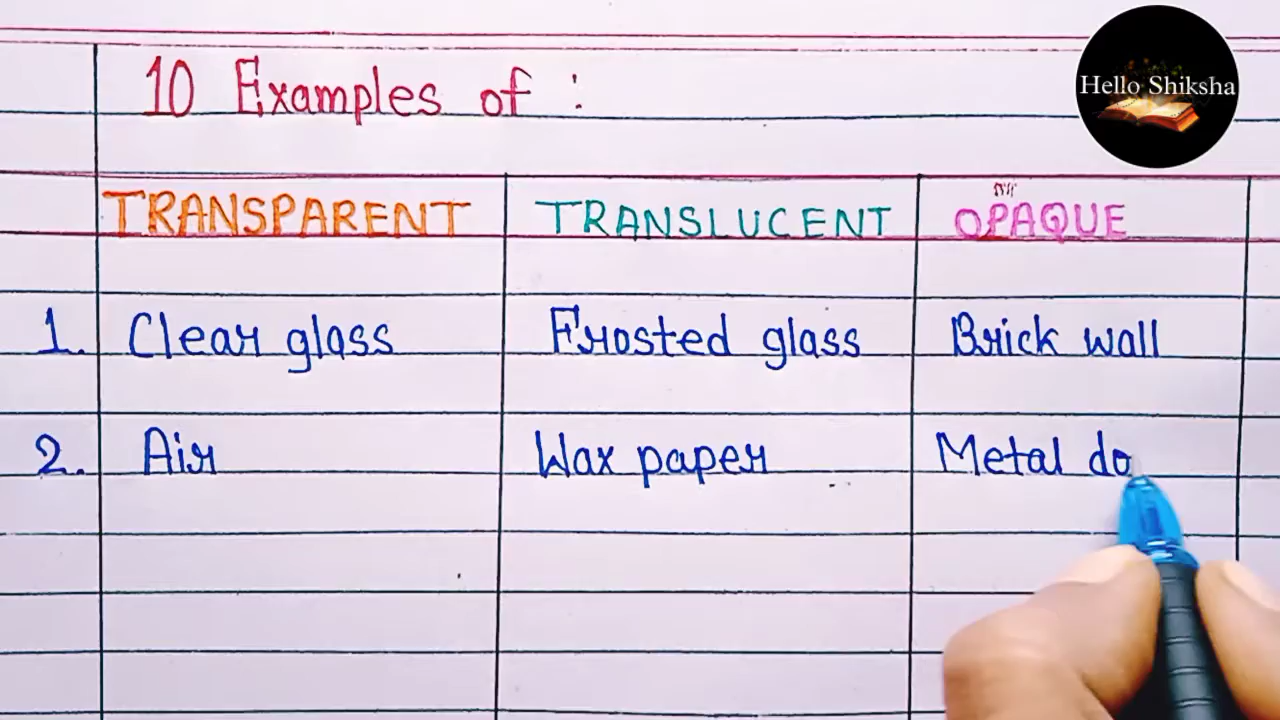 10 Examples of :
Hello Shiksha
TRANSPARENT TRANSLUCENT OPAQUE
1. Clear glass Frosted glass Brick wall
2. Air Wax paper Metal do